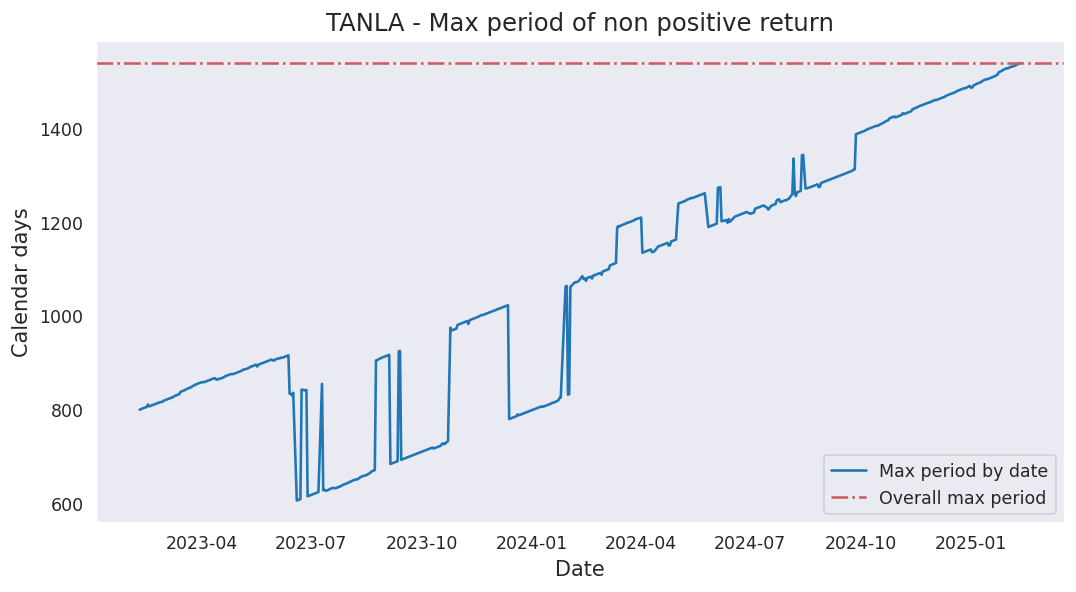 TANLA - Max period of non positive return
Calendar days
1400
1200
1000
800
600
2023-04
2023-07
2023-10
2024-01
2024-04
2024-07
2024-10
2025-01
Date
Max period by date
Overall max period